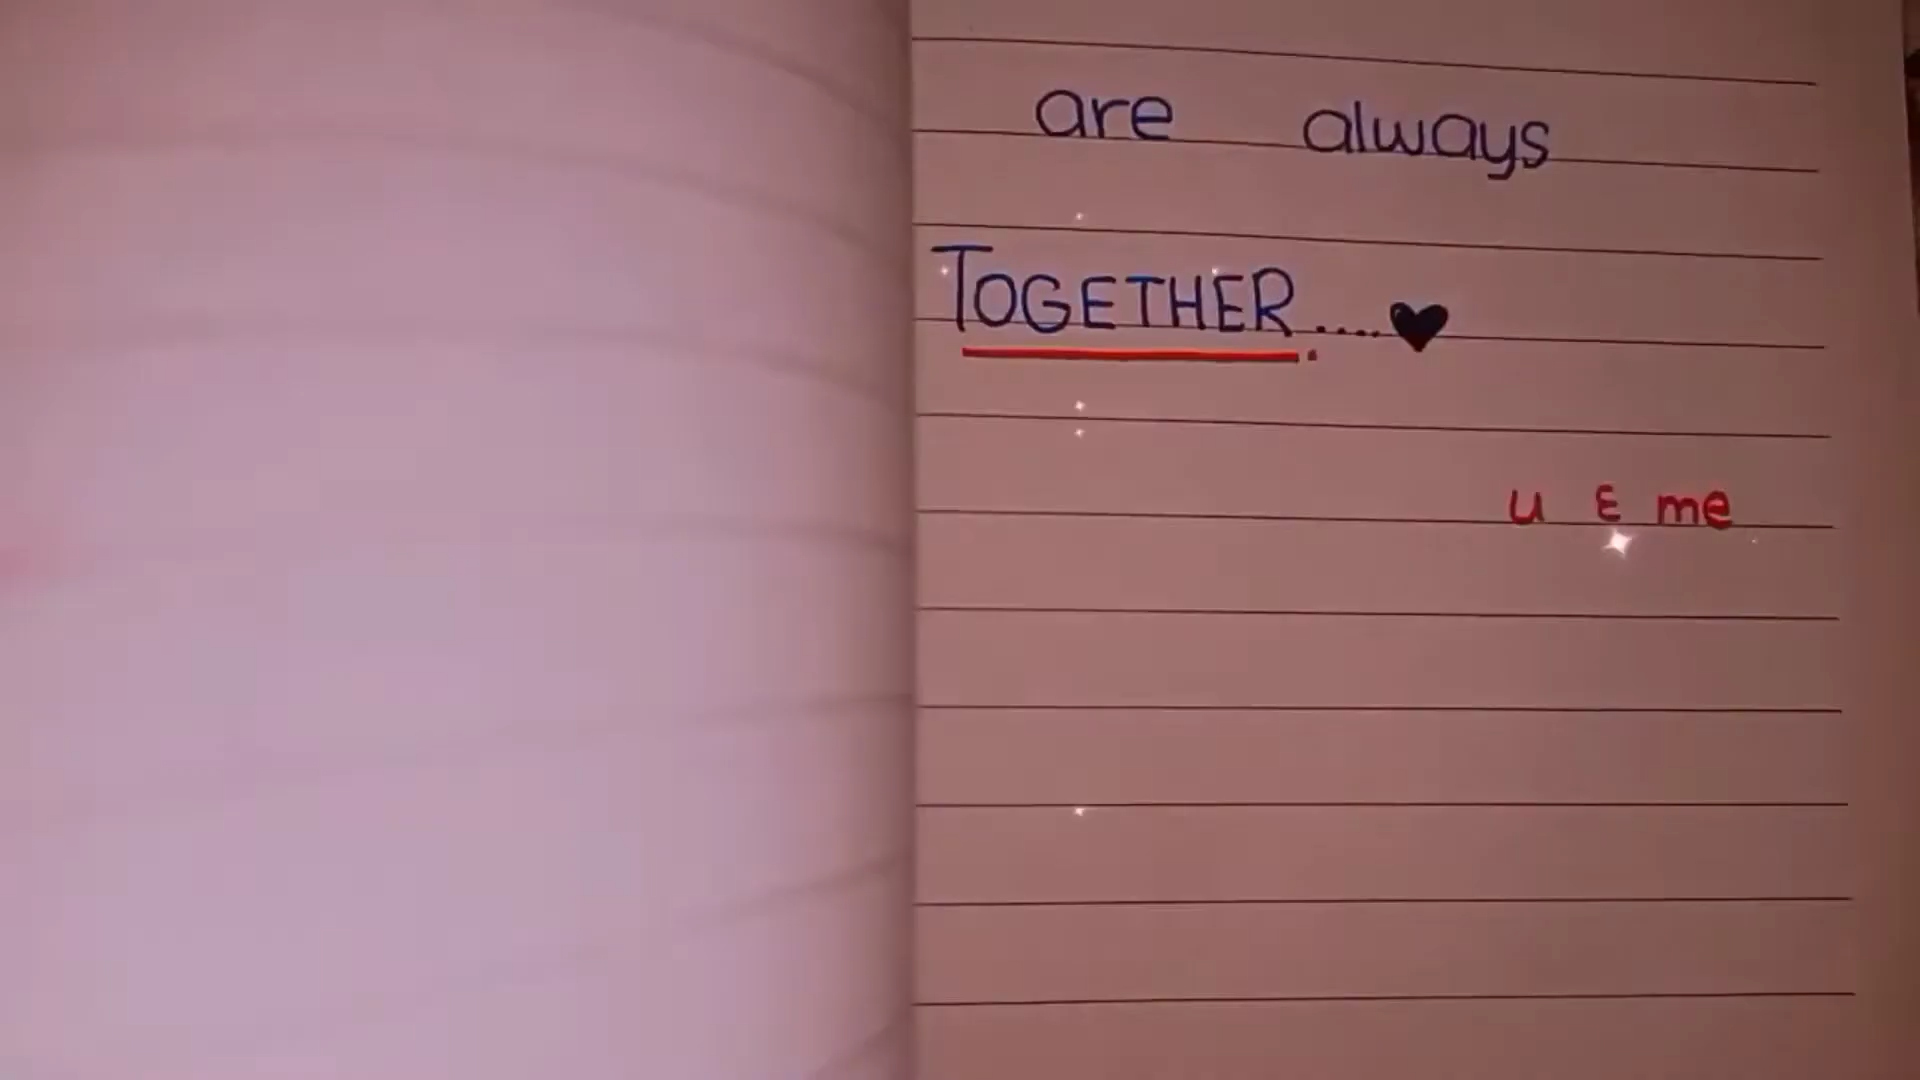 are always
TOGETHER.....♥
u & me